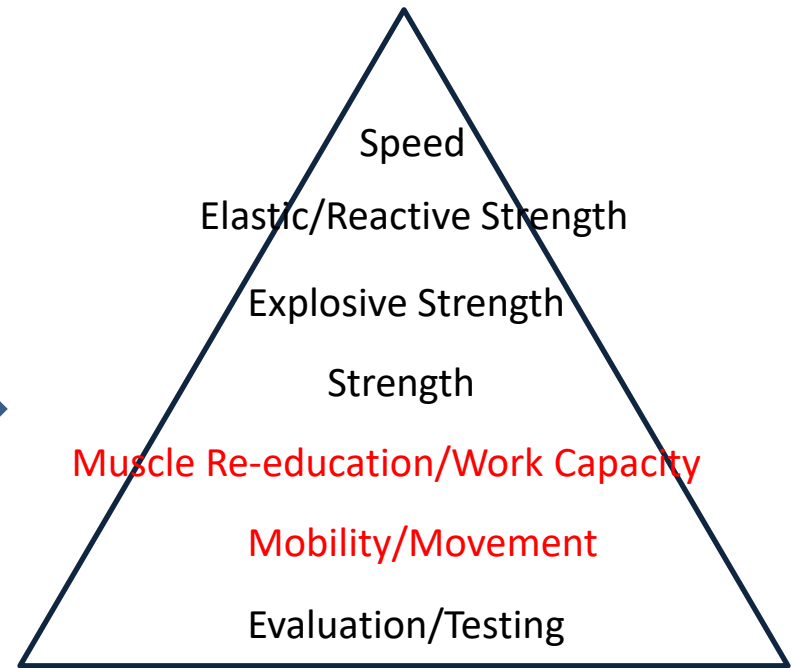 Speed
Elastic/Reactive Strength
Explosive Strength
Strength
Muscle Re-education/Work Capacity
Mobility/Movement
Evaluation/Testing